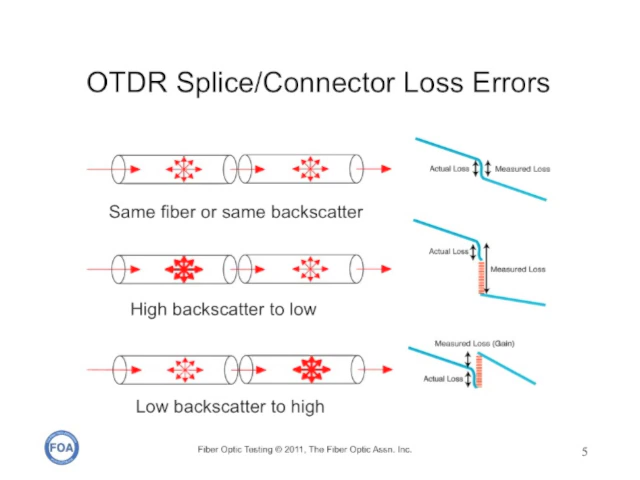 OTDR Splice/Connector Loss Errors
Actual Loss
Measured Loss
Same fiber or same backscatter
Actual Loss
Measured Loss
High backscatter to low
Measured Loss (Gain)
Actual Loss
Low backscatter to high
FOA
Fiber Optic Testing © 2011, The Fiber Optic Assn. Inc.
5